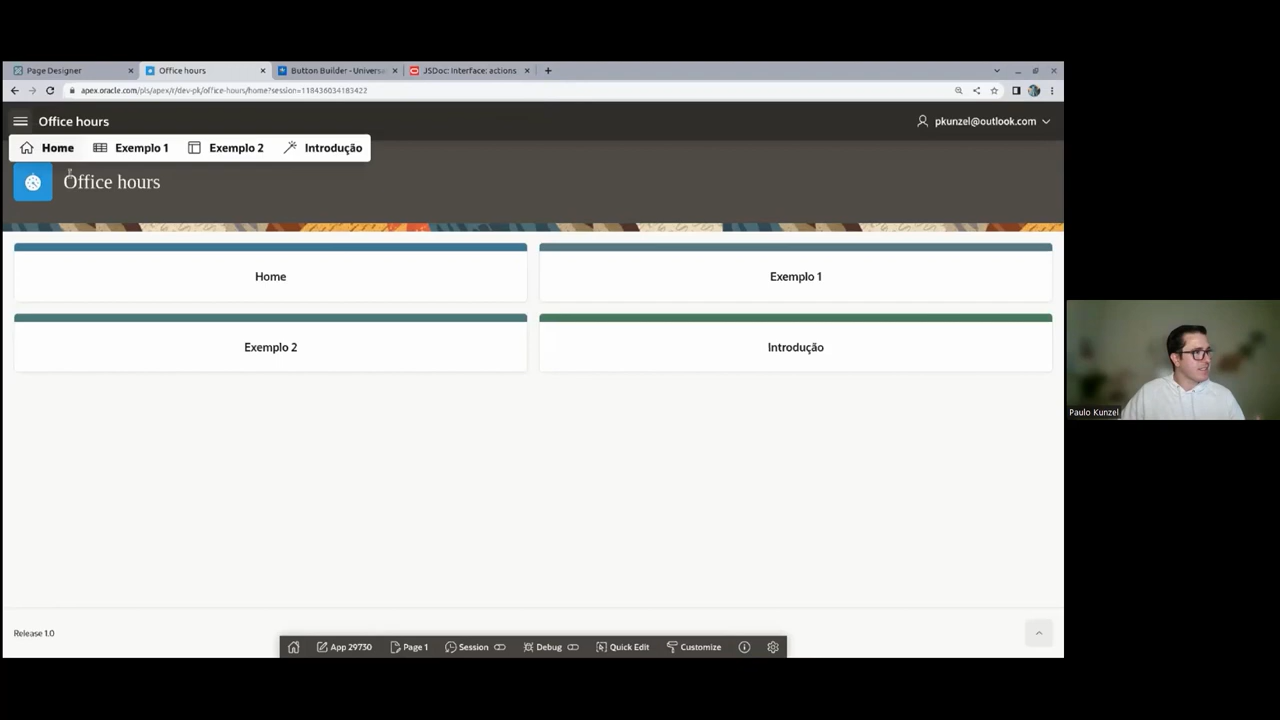 Page Designer
Office hours
Button Builder - Univers
JSDoc: Interface: actions
apex.oracle.com/pls/apex/r/dev-pk/office-hours/home?session=118436034183422
Office hours
pkunzel@outlook.com
Home Exemplo 1 Exemplo 2 Introdução
Office hours
Home
Exemplo 1
Exemplo 2
Introdução
Paulo Kunzel
Release 1.0
App 29730 Page 1 Session Debug Quick Edit Customize